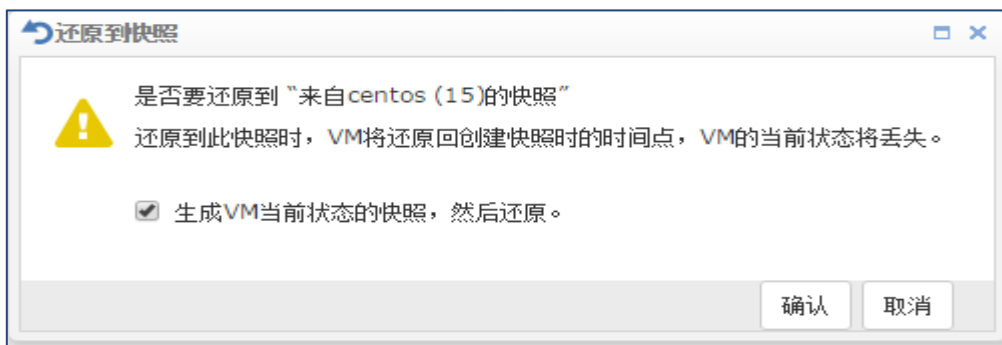 还原到快照
是否要还原到 “来自centos (15)的快照”
还原到此快照时，VM将还原回创建快照时的时间点，VM的当前状态将丢失。
生成VM当前状态的快照，然后还原。
确认 取消